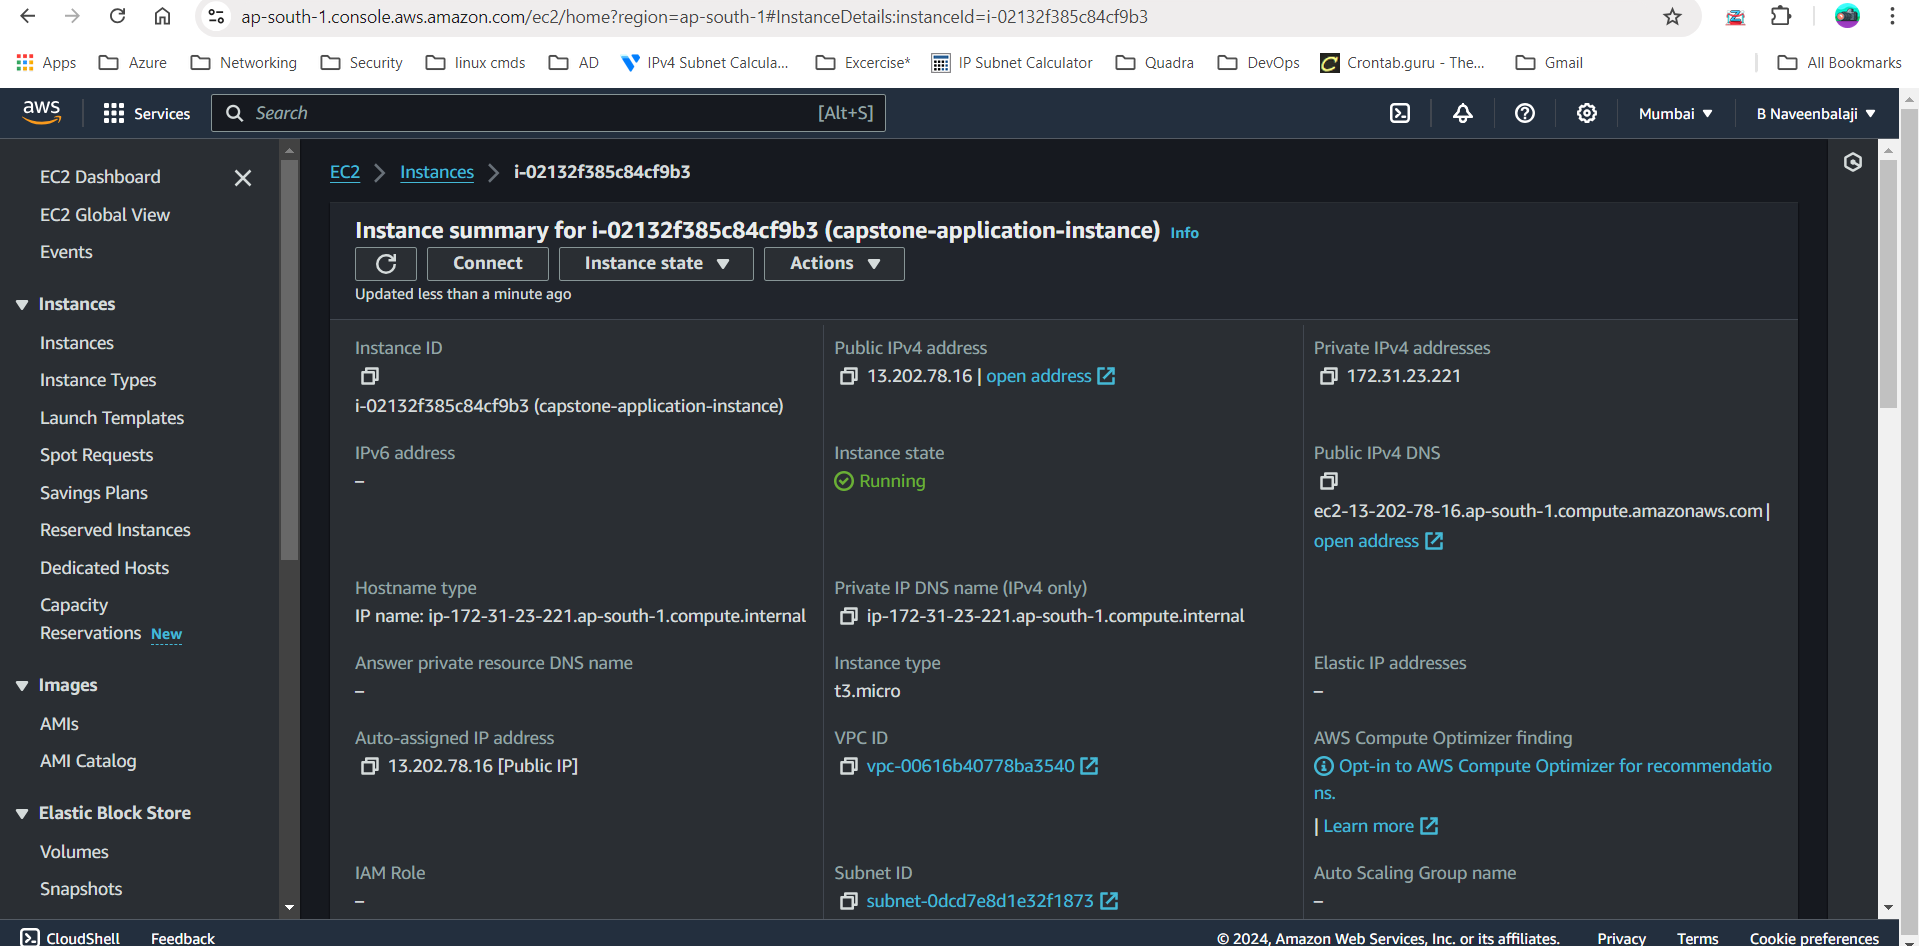 ap-south-1.console.aws.amazon.com/ec2/home?region=ap-south-1#InstanceDetails:instanceId=i-02132f385c84cf9b3
Apps Azure Networking Security linux cmds AD IPv4 Subnet Calcula... Excercise* IP Subnet Calculator Quadra DevOps Crontab.guru - The... Gmail All Bookmarks
aws Services Search [Alt+S] Mumbai B Naveenbalaji
EC2 Dashboard
EC2 Global View
Events
Instances
Instances
Instance Types
Launch Templates
Spot Requests
Savings Plans
Reserved Instances
Dedicated Hosts
Capacity
Reservations New
Images
AMIs
AMI Catalog
Elastic Block Store
Volumes
Snapshots
EC2 Instances i-02132f385c84cf9b3
Instance summary for i-02132f385c84cf9b3 (capstone-application-instance) Info
Connect Instance state Actions
Updated less than a minute ago
Instance ID
i-02132f385c84cf9b3 (capstone-application-instance)
Public IPv4 address
13.202.78.16 | open address
Private IPv4 addresses
172.31.23.221
IPv6 address
–
Instance state
Running
Public IPv4 DNS
ec2-13-202-78-16.ap-south-1.compute.amazonaws.com |
open address
Hostname type
IP name: ip-172-31-23-221.ap-south-1.compute.internal
Private IP DNS name (IPv4 only)
ip-172-31-23-221.ap-south-1.compute.internal
Answer private resource DNS name
–
Instance type
t3.micro
Elastic IP addresses
–
Auto-assigned IP address
13.202.78.16 [Public IP]
VPC ID
vpc-00616b40778ba3540
AWS Compute Optimizer finding
Opt-in to AWS Compute Optimizer for recommendatio
ns.
| Learn more
IAM Role
–
Subnet ID
subnet-0dcd7e8d1e32f1873
Auto Scaling Group name
–
CloudShell Feedback © 2024, Amazon Web Services, Inc. or its affiliates. Privacy Terms Cookie preferences